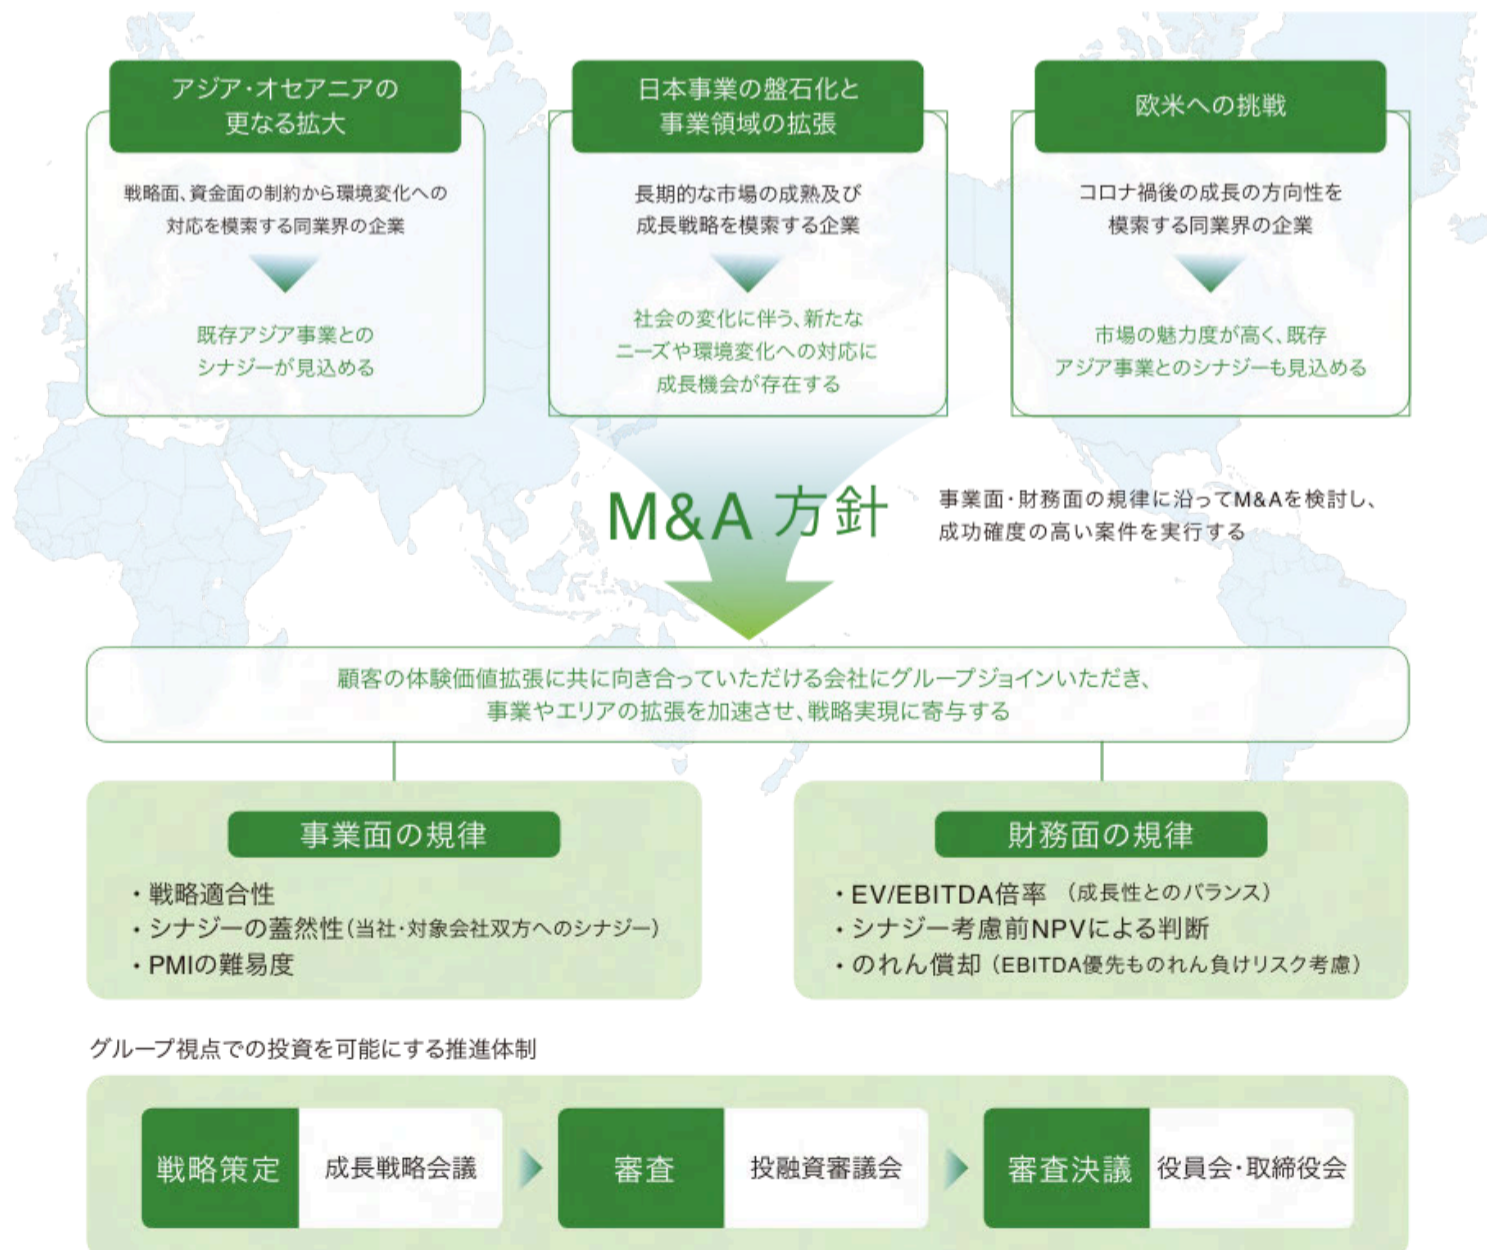 アジア・オセアニアの
更なる拡大
戦略面、資金面の制約から環境変化への
対応を模索する同業界の企業
既存アジア事業との
シナジーが見込める
日本事業の盤石化と
事業領域の拡張
長期的な市場の成熟及び
成長戦略を模索する企業
社会の変化に伴う、新たな
ニーズや環境変化への対応に
成長機会が存在する
欧米への挑戦
コロナ禍後の成長の方向性を
模索する同業界の企業
市場の魅力度が高く、既存
アジア事業とのシナジーも見込める
M&A 方針
事業面・財務面の規律に沿ってM&Aを検討し、
成功確度の高い案件を実行する
顧客の体験価値拡張に共に向き合っていただける会社にグループジョインいただき、
事業やエリアの拡張を加速させ、戦略実現に寄与する
事業面の規律
・戦略適合性
・シナジーの蓋然性(当社・対象会社双方へのシナジー)
・PMIの難易度
財務面の規律
・EV/EBITDA倍率 (成長性とのバランス)
・シナジー考慮前NPVによる判断
・のれん償却 (EBITDA優先ものれん負けリスク考慮)
グループ視点での投資を可能にする推進体制
戦略策定 成長戦略会議
審査 投融資審議会
審査決議 役員会・取締役会